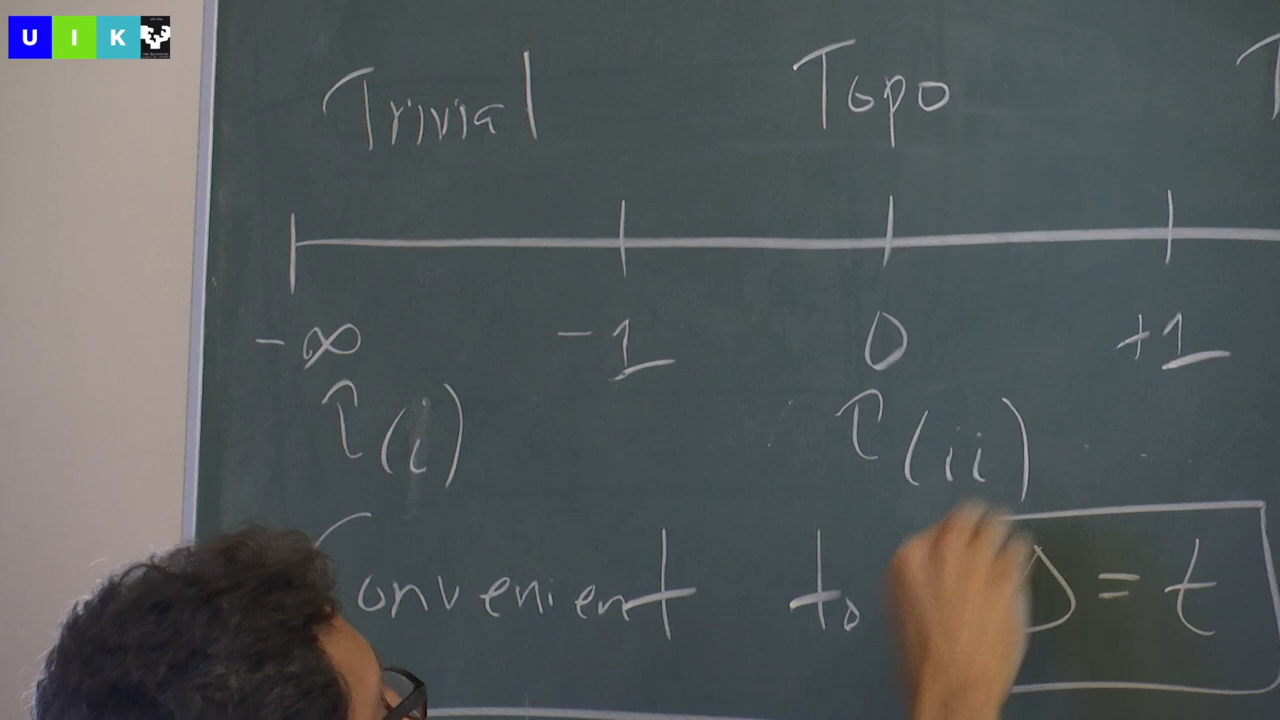 U I K
Trivial Topo T
-∞ -1 0 +1
τ(i) τ(ii)
Convenient to Δ = t